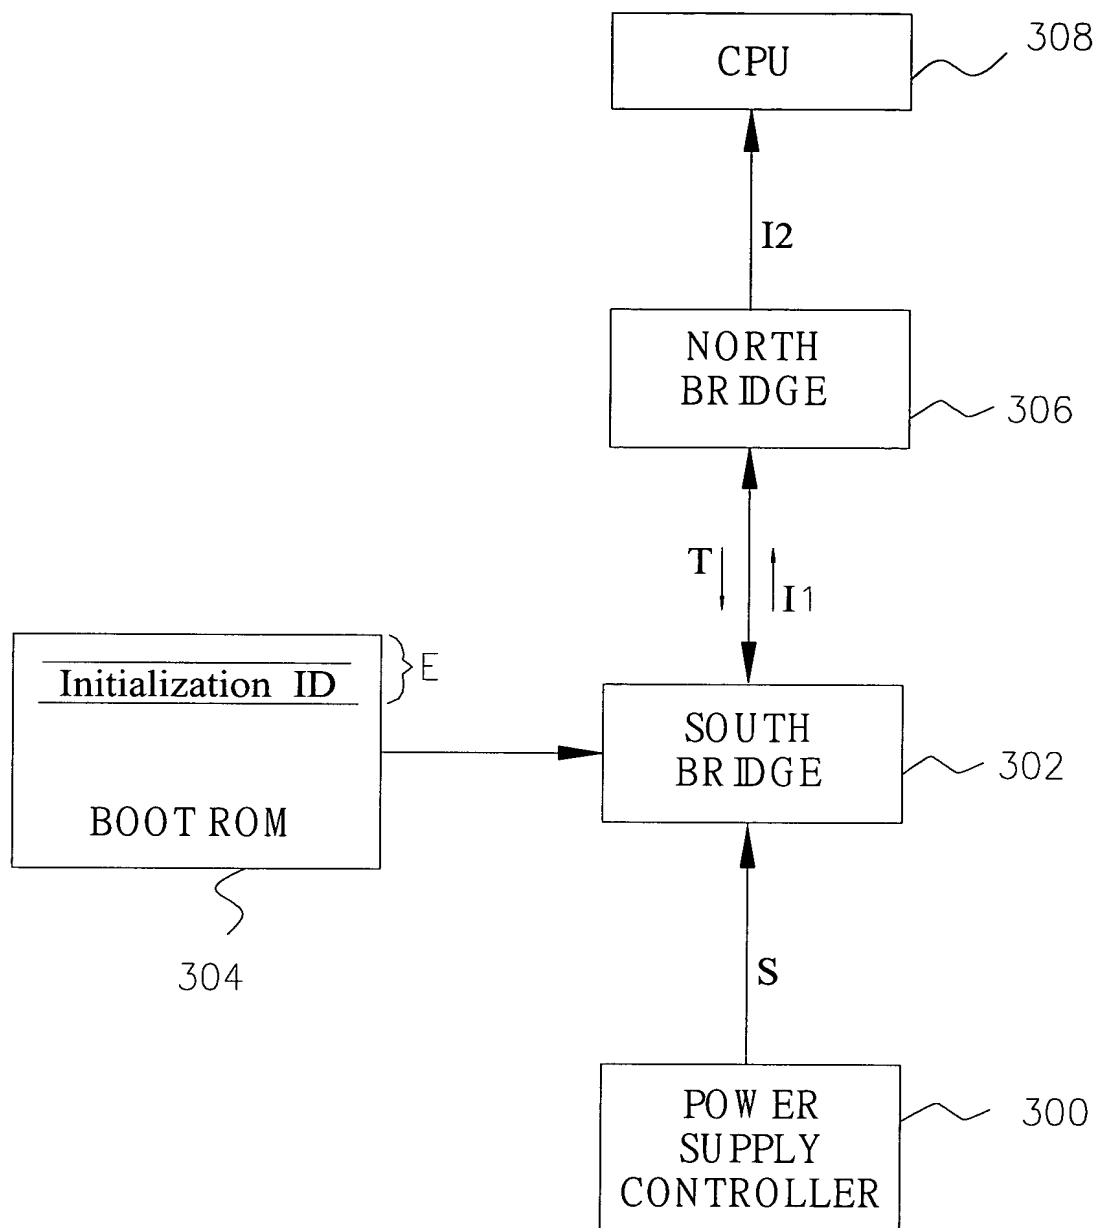 CPU
308
I2
NORTH
BRIDGE
306
T
I1
Initialization ID
E
SOUTH
BRIDGE
302
BOOT ROM
304
S
POWER
SUPPLY
CONTROLLER
300